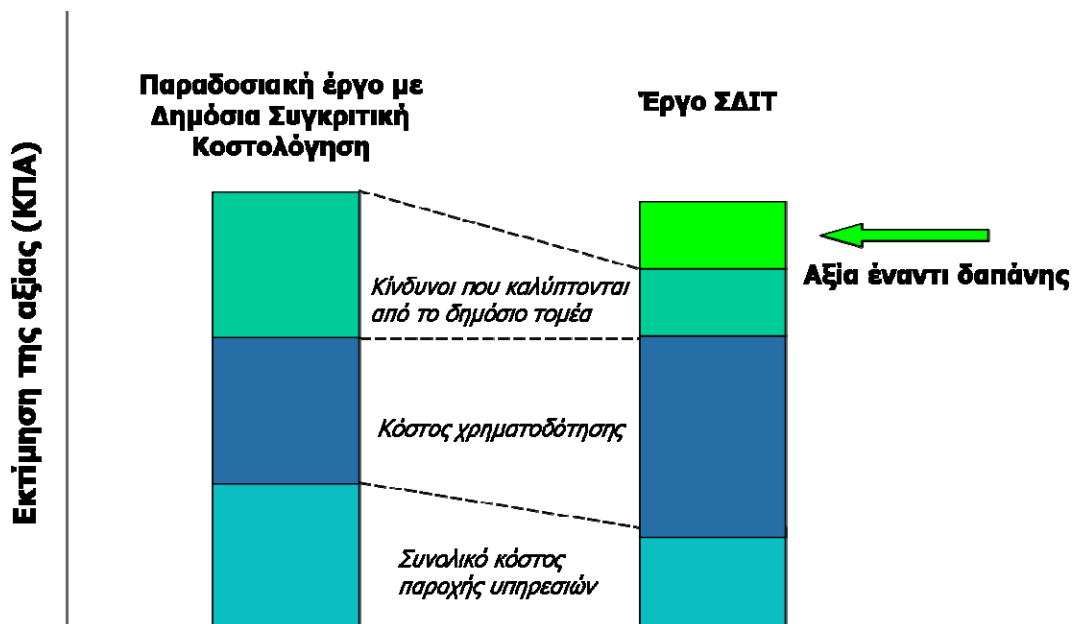 Εκτίμηση της αξίας (ΚΠΑ)
Παραδοσιακή έργο με
Δημόσια Συγκριτική
Κοστολόγηση
Έργο ΣΔΙΤ
Κίνδυνοι που καλύπτονται
από το δημόσιο τομέα
Αξία έναντι δαπάνης
Κόστος χρηματοδότησης
Συνολικό κόστος
παροχής υπηρεσιών